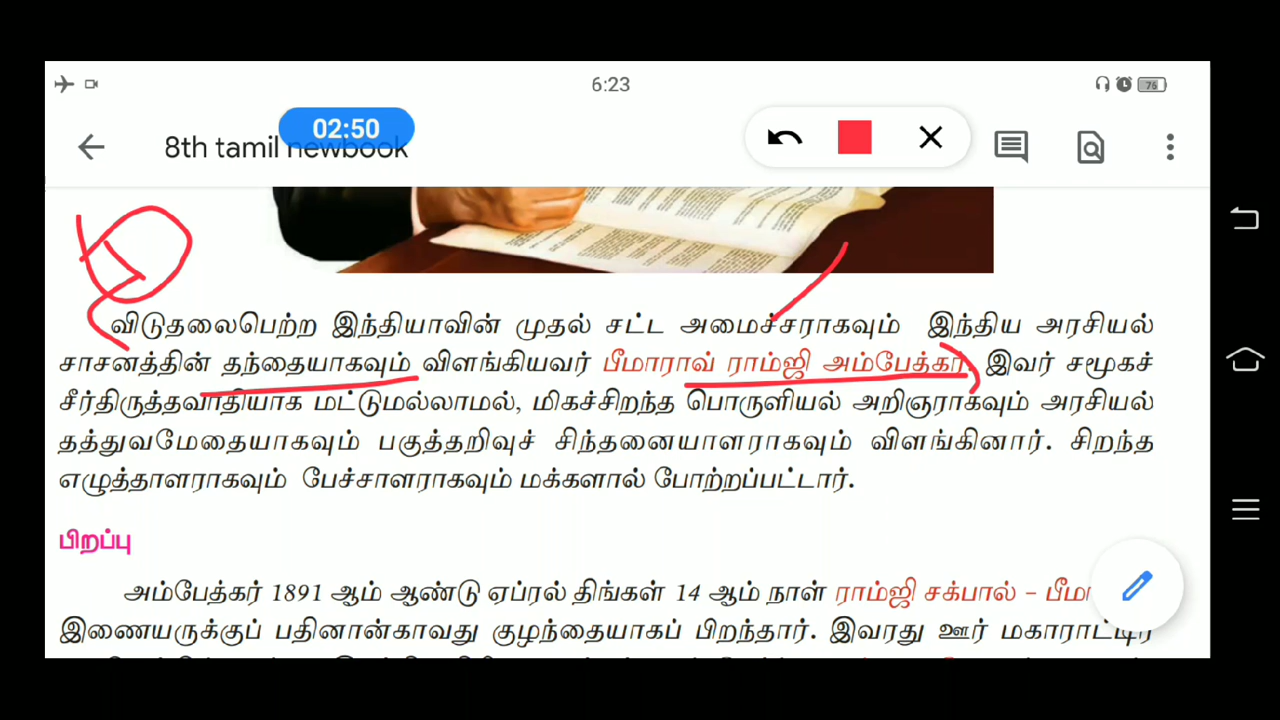 6:23
76
02:50
8th tamil newbook
விடுதலைபெற்ற இந்தியாவின் முதல் சட்ட அமைச்சராகவும் இந்திய அரசியல்
சாசனத்தின் தந்தையாகவும் விளங்கியவர் பீமாராவ் ராம்ஜி அம்பேத்கர். இவர் சமூகச்
சீர்திருத்தவாதியாக மட்டுமல்லாமல், மிகச்சிறந்த பொருளியல் அறிஞராகவும் அரசியல்
தத்துவமேதையாகவும் பகுத்தறிவுச் சிந்தனையாளராகவும் விளங்கினார். சிறந்த
எழுத்தாளராகவும் பேச்சாளராகவும் மக்களால் போற்றப்பட்டார்.
பிறப்பு
அம்பேத்கர் 1891 ஆம் ஆண்டு ஏப்ரல் திங்கள் 14 ஆம் நாள் ராம்ஜி சக்பால் –
இணையருக்குப் பதினான்காவது குழந்தையாகப் பிறந்தார். இவரது ஊர் மகாராட்டிர